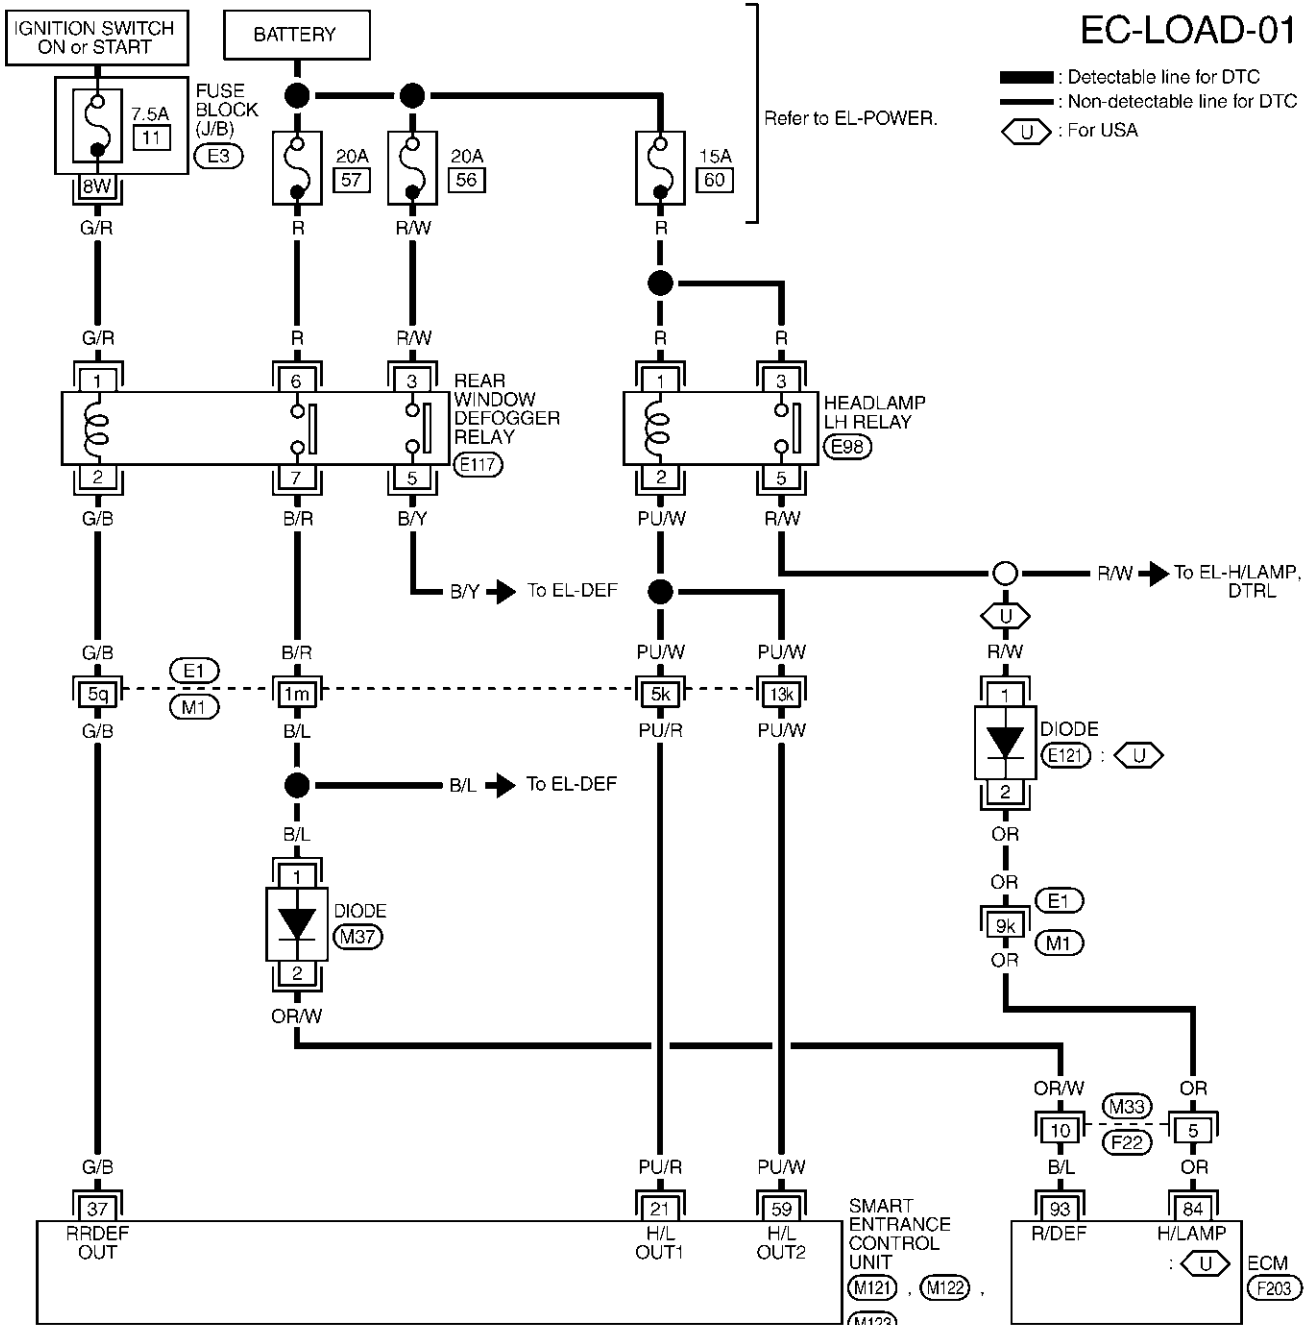 IGNITION SWITCH
ON or START
BATTERY
EC-LOAD-01
: Detectable line for DTC
: Non-detectable line for DTC
U : For USA
Refer to EL-POWER.
7.5A
11
FUSE
BLOCK
(J/B)
E3
20A
57
20A
56
15A
60
8W
G/R
R
R/W
R
G/R
R
R/W
R
R
1
6
3
1
3
REAR
WINDOW
DEFOGGER
RELAY
E117
HEADLAMP
LH RELAY
E98
2
7
5
2
5
G/B
B/R
B/Y
PU/W
R/W
B/Y
To EL-DEF
R/W
To EL-H/LAMP,
DTRL
U
G/B
B/R
PU/W
PU/W
R/W
E1
M1
5q
1m
5k
13k
1
G/B
B/L
PU/R
PU/W
DIODE
E121 : U
B/L
To EL-DEF
2
B/L
OR
1
OR
DIODE
M37
9k
E1
M1
2
OR
OR/W
OR/W
OR
M33
10
5
F22
G/B
PU/R
PU/W
B/L
OR
37
21
59
93
84
RRDEF
OUT
H/L
OUT1
H/L
OUT2
SMART
ENTRANCE
CONTROL
UNIT
M121 , M122 ,
M123
R/DEF
H/LAMP
: U
ECM
F203